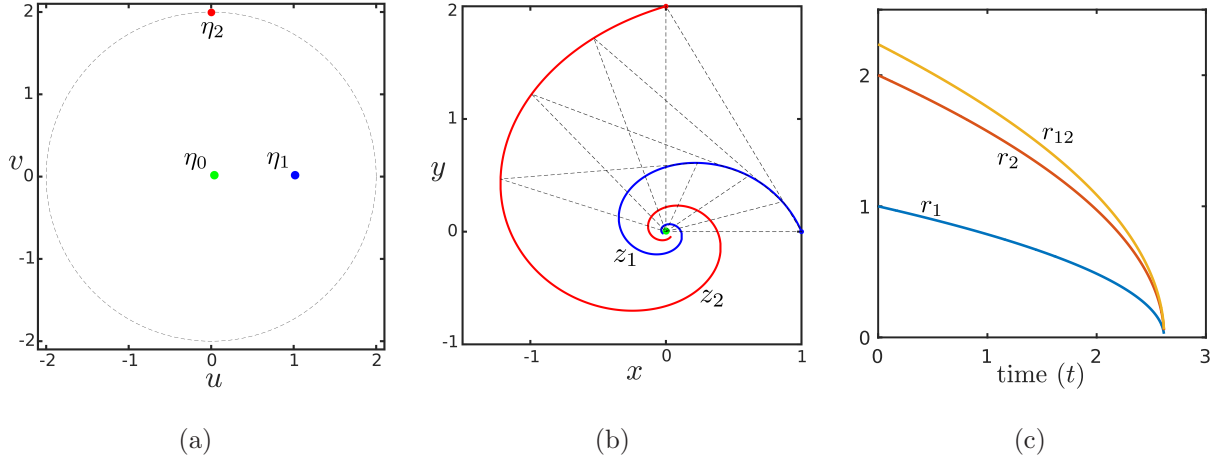 2
1
v
0
-1
-2
η₂
η₀
η₁
-2 -1 0 1 2
u
(a)
2
1
y
0
-1
z₁
z₂
-1 0 1
x
(b)
2
1
0
r₁₂
r₂
r₁
0 1 2 3
time (t)
(c)